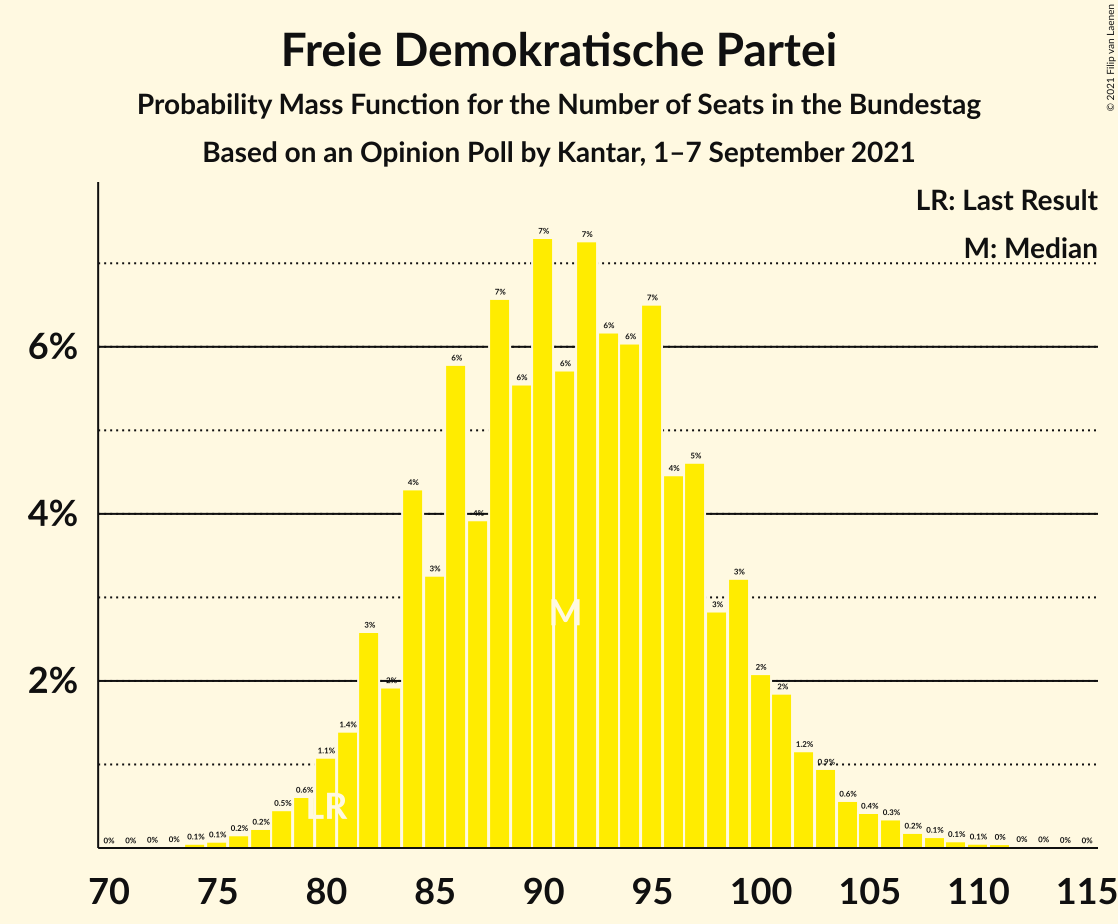 Freie Demokratische Partei
Probability Mass Function for the Number of Seats in the Bundestag
Based on an Opinion Poll by Kantar, 1–7 September 2021
© 2021 Filip van Laenen
LR: Last Result
M: Median
6%
4%
2%
0% 0% 0% 0% 0.1% 0.1% 0.2% 0.2% 0.5% 0.6% 1.1% 1.4% 3% 2% 4% 3% 6% 4% 7% 6% 7% 6% 7% 6% 6% 7% 4% 5% 3% 3% 2% 2% 1.2% 0.9% 0.6% 0.4% 0.3% 0.2% 0.1% 0.1% 0.1% 0% 0% 0% 0% 0%
M
LR
70 75 80 85 90 95 100 105 110 115